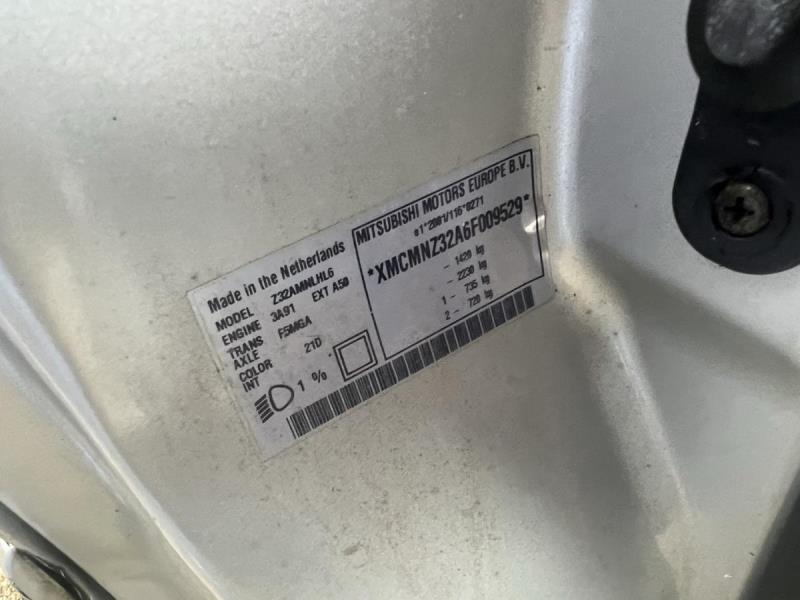 Made in the Netherlands
MODEL Z32AMNLHL6
ENGINE 3A91 EXT A50
TRANS F5MGA
AXLE
COLOR 21D
INT
1 %
MITSUBISHI MOTORS EUROPE B.V.
e1*2001/116*0271
*XMCMNZ32A6F009529*
- 1420 kg
- 2230 kg
1 - 735 kg
2 - 720 kg